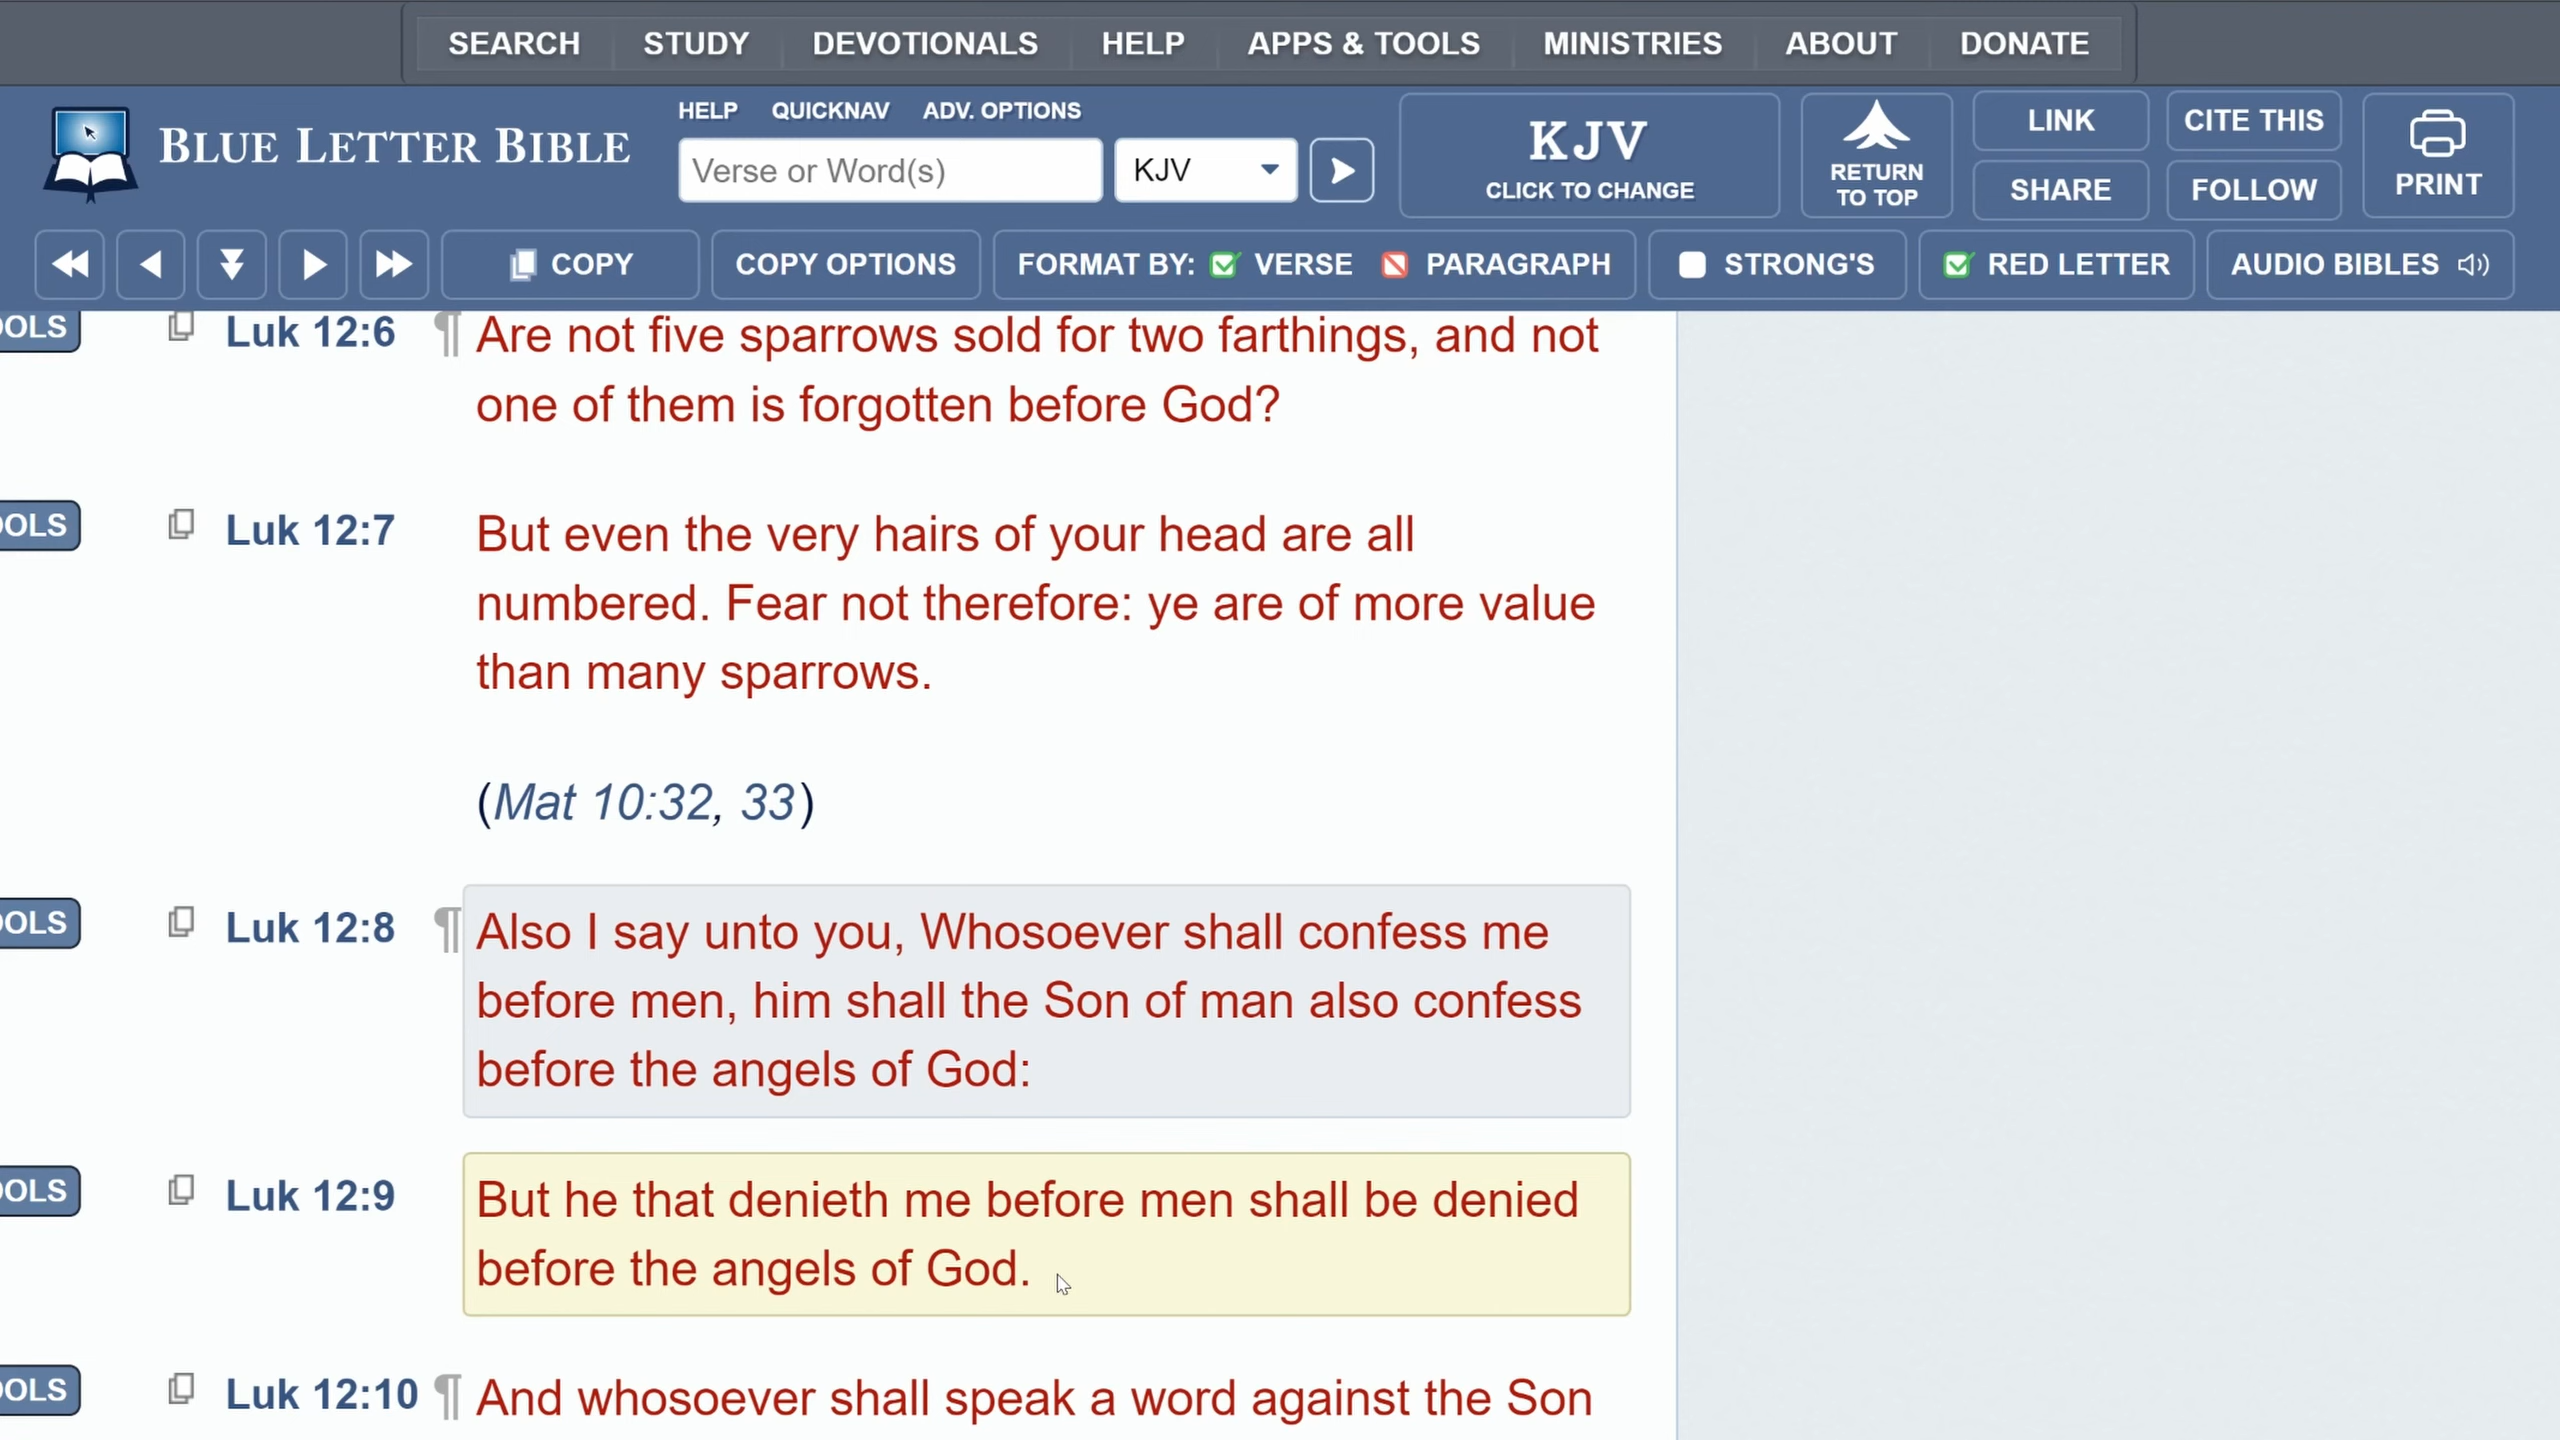 SEARCH STUDY DEVOTIONALS HELP APPS & TOOLS MINISTRIES ABOUT DONATE
BLUE LETTER BIBLE
HELP QUICKNAV ADV. OPTIONS
Verse or Word(s) KJV
KJV
CLICK TO CHANGE
RETURN
TO TOP
LINK CITE THIS
SHARE FOLLOW
PRINT
COPY COPY OPTIONS FORMAT BY: VERSE PARAGRAPH STRONG'S RED LETTER AUDIO BIBLES
OOLS Luk 12:6 ¶ Are not five sparrows sold for two farthings, and not
one of them is forgotten before God?
OOLS Luk 12:7 But even the very hairs of your head are all
numbered. Fear not therefore: ye are of more value
than many sparrows.
(Mat 10:32, 33)
OOLS Luk 12:8 ¶ Also I say unto you, Whosoever shall confess me
before men, him shall the Son of man also confess
before the angels of God:
OOLS Luk 12:9 But he that denieth me before men shall be denied
before the angels of God.
OOLS Luk 12:10 ¶ And whosoever shall speak a word against the Son